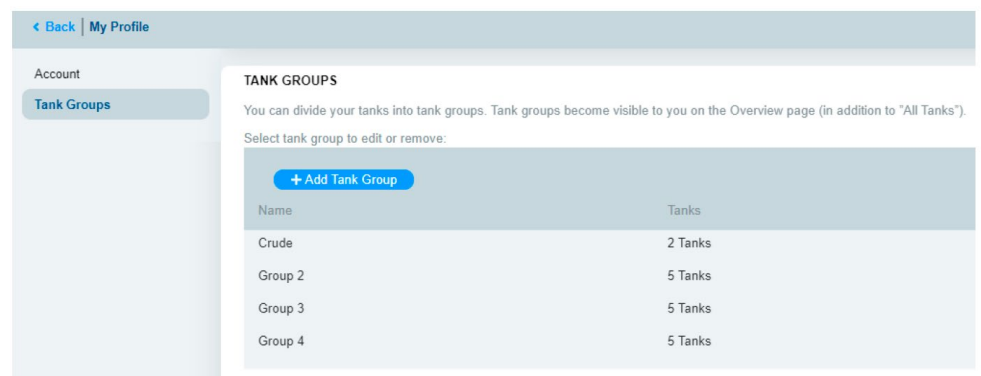 Back | My Profile
Account
Tank Groups
TANK GROUPS
You can divide your tanks into tank groups. Tank groups become visible to you on the Overview page (in addition to "All Tanks").
Select tank group to edit or remove:
+ Add Tank Group
Name Tanks
Crude 2 Tanks
Group 2 5 Tanks
Group 3 5 Tanks
Group 4 5 Tanks